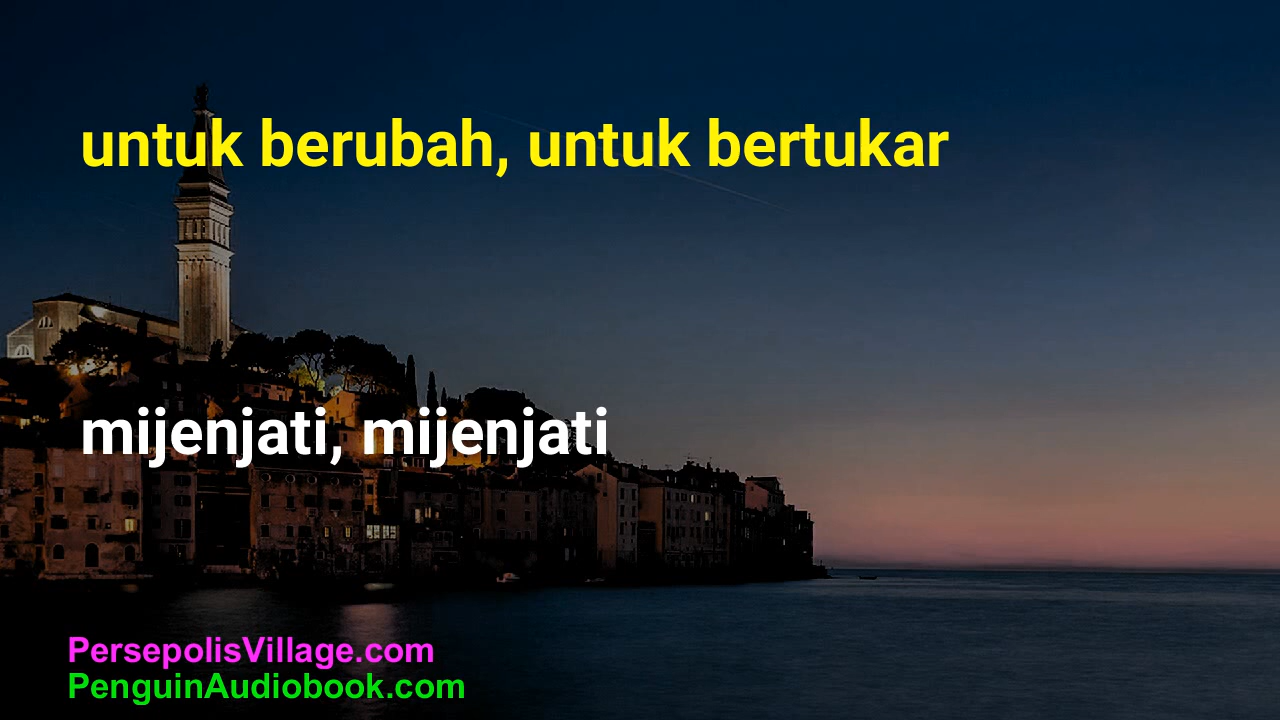 untuk berubah, untuk bertukar
mijenjati, mijenjati
PersepolisVillage.com
PenguinAudiobook.com